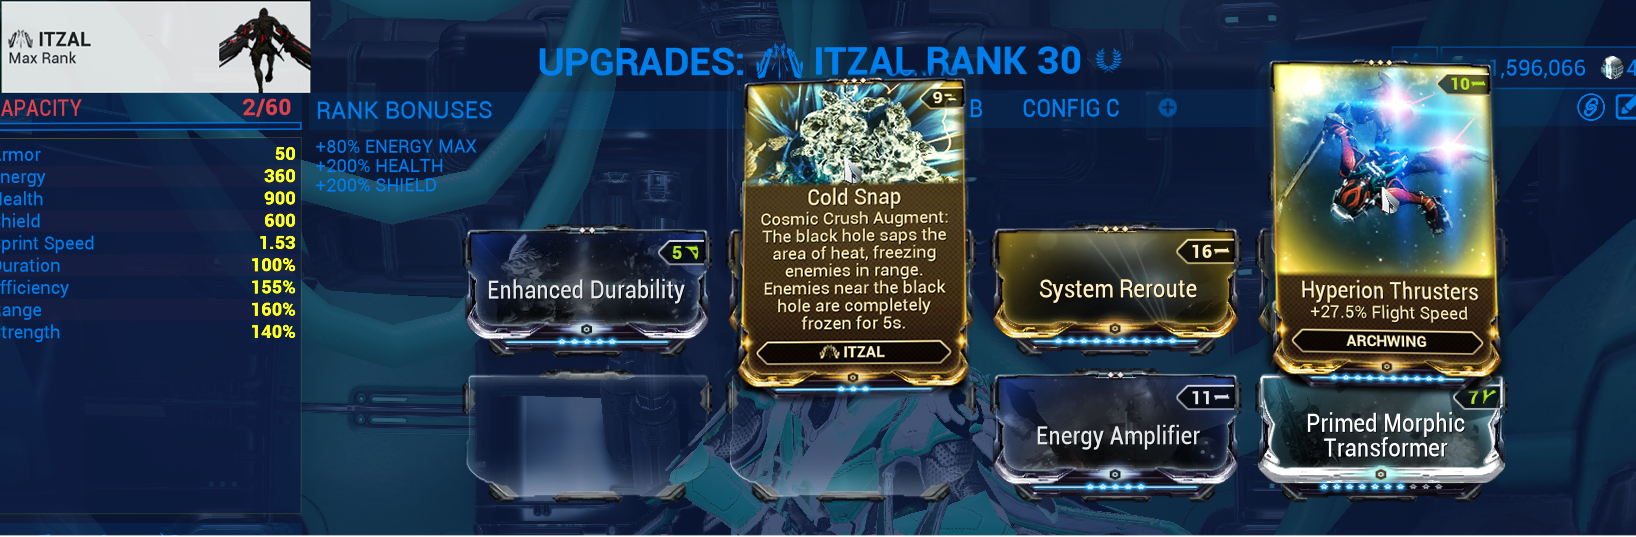 ITZAL
Max Rank
UPGRADES: ITZAL RANK 30
1,596,066
4
APACITY 2/60
RANK BONUSES
B
CONFIG C
+80% ENERGY MAX
+200% HEALTH
+200% SHIELD
rmor 50
nergy 360
ealth 900
hield 600
print Speed 1.53
uration 100%
fficiency 155%
ange 160%
trength 140%
5
Enhanced Durability
9
Cold Snap
Cosmic Crush Augment:
The black hole saps the
area of heat, freezing
enemies in range.
Enemies near the black
hole are completely
frozen for 5s.
ITZAL
16
System Reroute
10
Hyperion Thrusters
+27.5% Flight Speed
ARCHWING
11
Energy Amplifier
7
Primed Morphic
Transformer